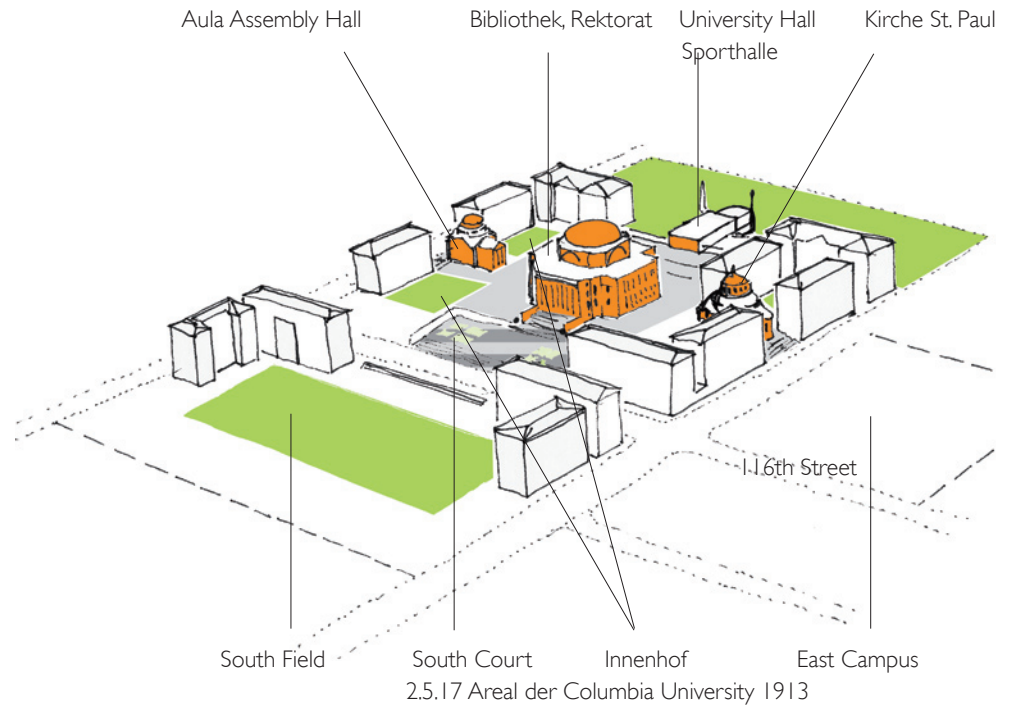 Aula Assembly Hall
Bibliothek, Rektorat
University Hall
Sporthalle
Kirche St. Paul
116th Street
South Field
South Court
Innenhof
East Campus
2.5.17 Areal der Columbia University 1913